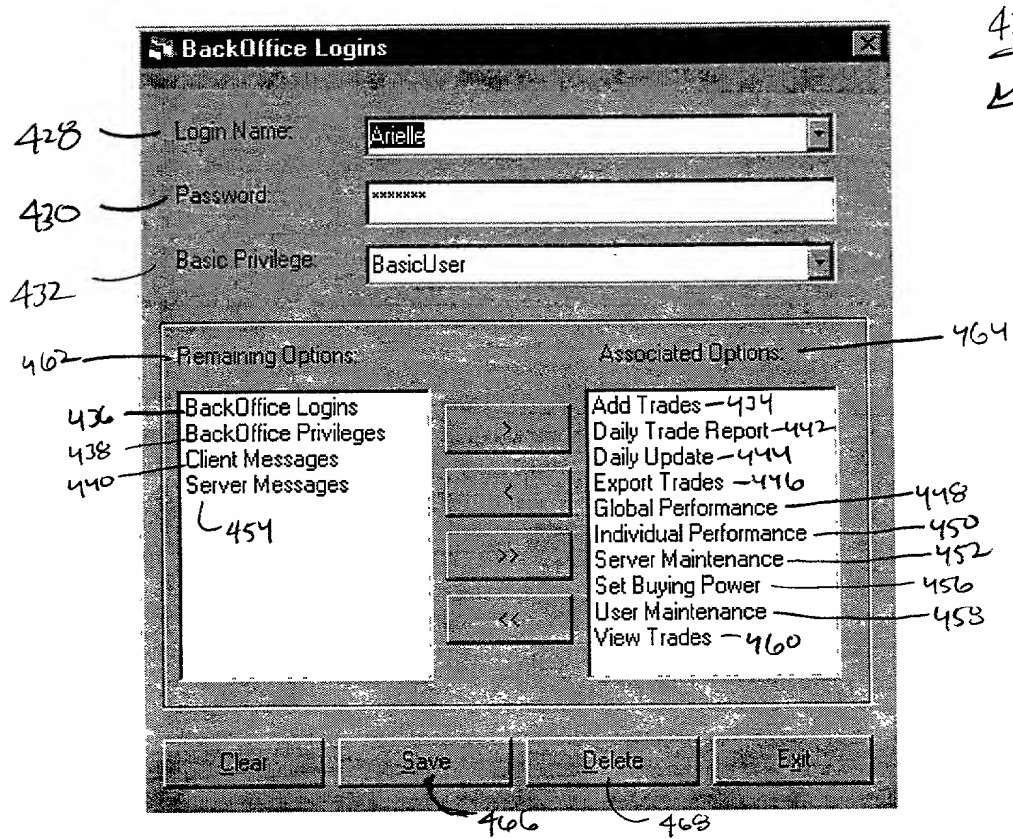 BackOffice Logins
428 Login Name: Arielle
430 Password: *******
432 Basic Privilege: BasicUser
462 Remaining Options: Associated Options: 464
436 BackOffice Logins
438 BackOffice Privileges
440 Client Messages
Server Messages
454
>
<
>>
<<
Add Trades 434
Daily Trade Report 442
Daily Update 444
Export Trades 446
Global Performance 448
Individual Performance 450
Server Maintenance 452
Set Buying Power 456
User Maintenance 458
View Trades 460
Clear Save Delete Exit
466 468